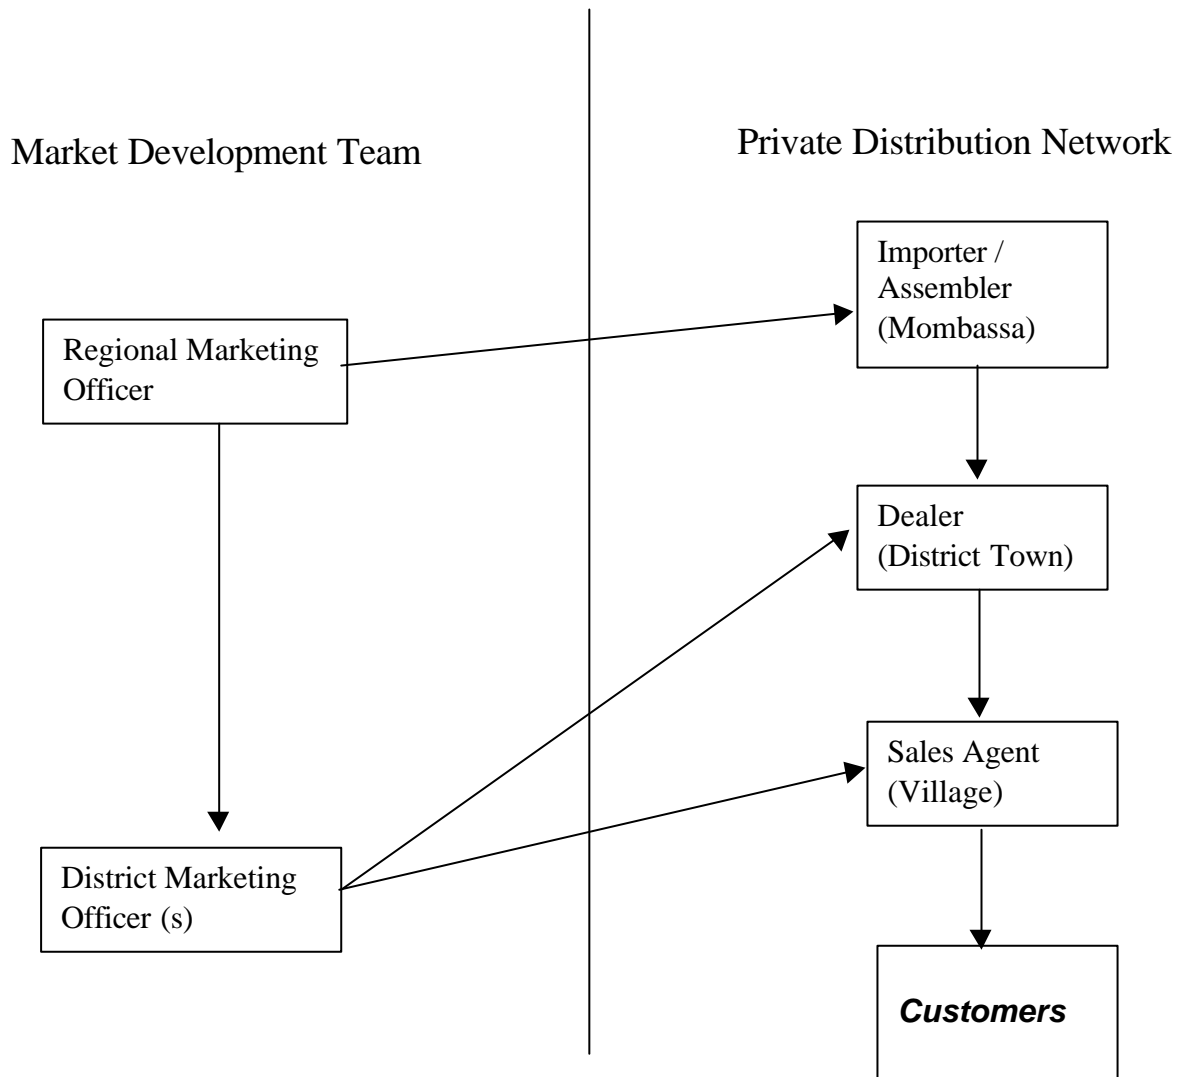 Market Development Team
Private Distribution Network
Regional Marketing
Officer
District Marketing
Officer (s)
Importer /
Assembler
(Mombassa)
Dealer
(District Town)
Sales Agent
(Village)
Customers